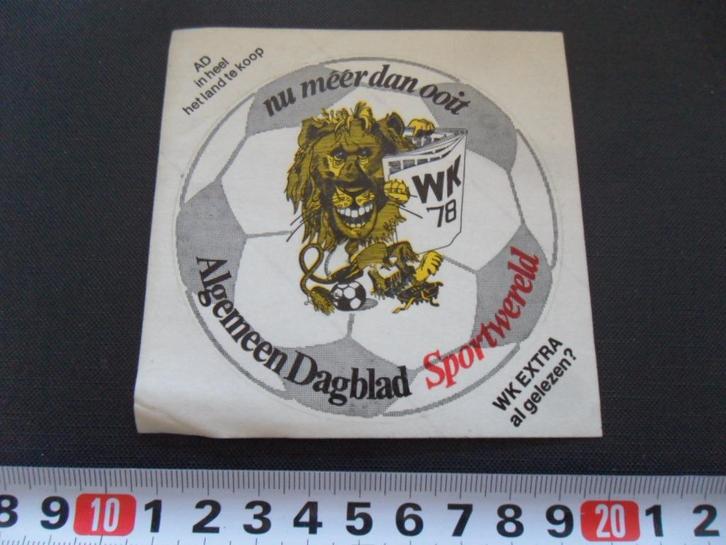 AD
in heel
het land te koop
nu méér dan ooit
WK
78
Algemeen Dagblad Sportwereld
WK EXTRA
al gelezen?
8 9 10 1 2 3 4 5 6 7 8 9 20 1 2